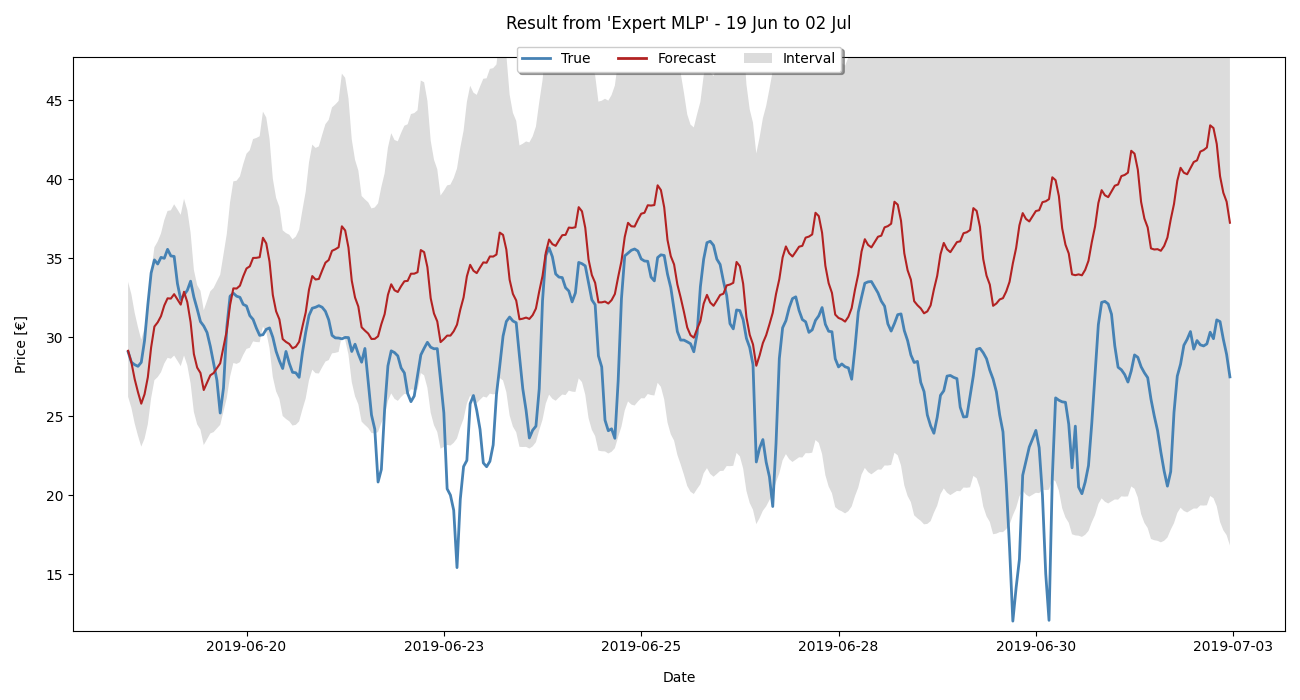 Result from 'Expert MLP' - 19 Jun to 02 Jul
True Forecast Interval
45
40
35
30
25
20
15
Price [€]
2019-06-20 2019-06-23 2019-06-25 2019-06-28 2019-06-30 2019-07-03
Date